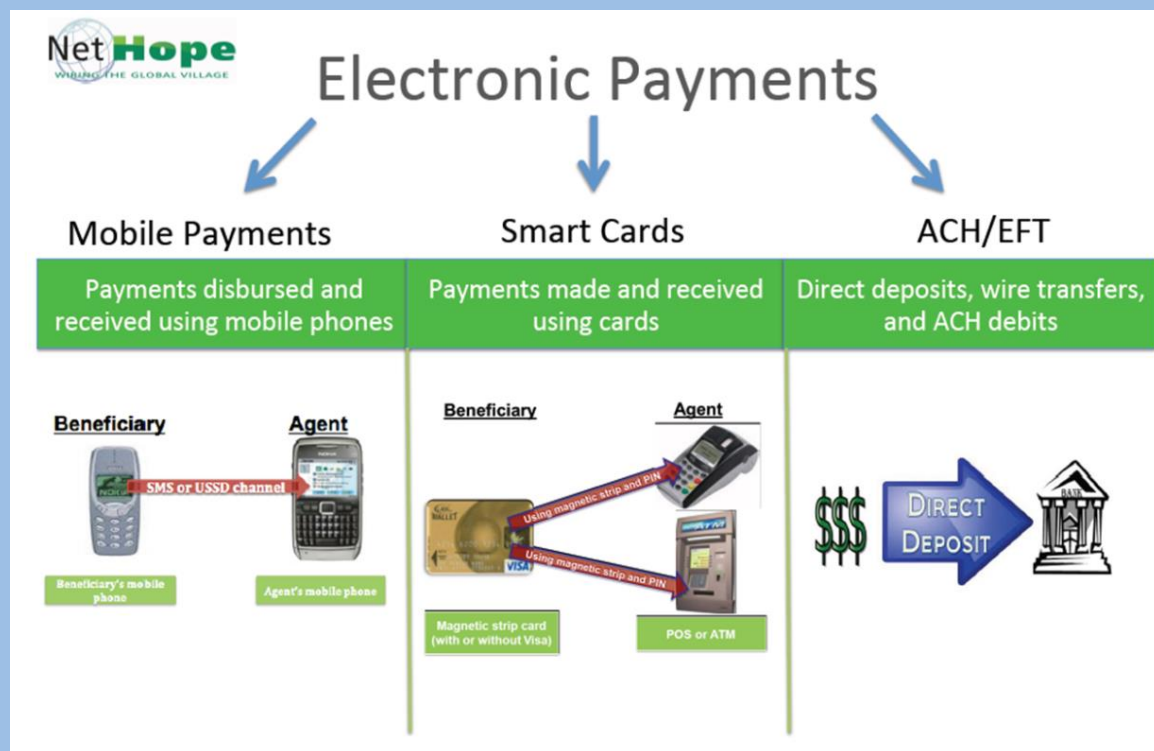 NetHope
WIRING THE GLOBAL VILLAGE
Electronic Payments
Mobile Payments
Payments disbursed and
received using mobile phones
Beneficiary
Agent
SMS or USSD channel
Beneficiary's mobile
phone
Agent's mobile phone
Smart Cards
Payments made and received
using cards
Beneficiary
Agent
Using magnetic strip and PIN
Using magnetic strip and PIN
WALLET
VISA
Magnetic strip card
(with or without Visa)
POS or ATM
ACH/EFT
Direct deposits, wire transfers,
and ACH debits
$$$
DIRECT
DEPOSIT
BANK